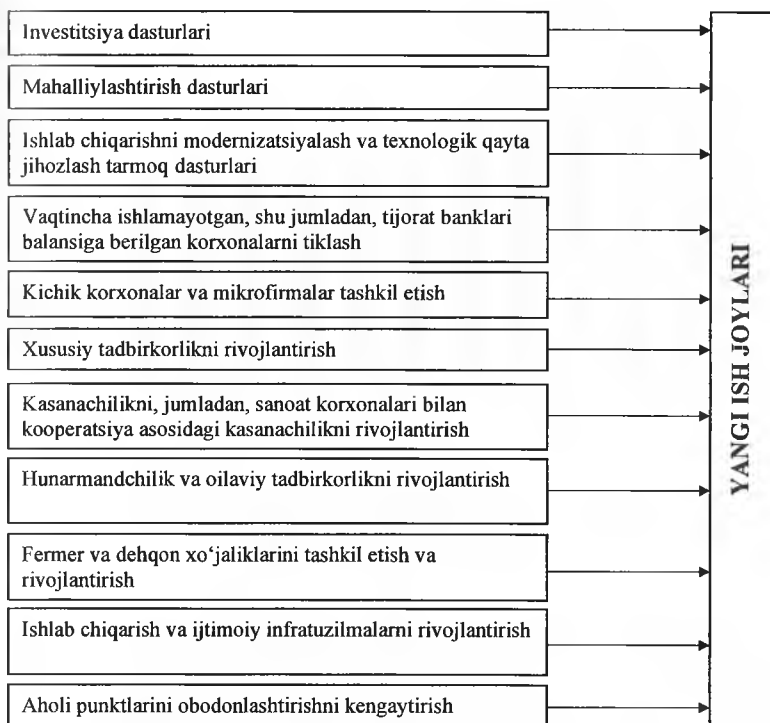 Investitsiya dasturlari
Mahalliylashtirish dasturlari
Ishlab chiqarishni modernizatsiyalash va texnologik qayta
jihozlash tarmoq dasturlari
Vaqtincha ishlamayotgan, shu jumladan, tijorat banklari
balansiga berilgan korxonalarni tiklash
Kichik korxonalar va mikrofirmalar tashkil etish
Xususiy tadbirkorlikni rivojlantirish
Kasanachilikni, jumladan, sanoat korxonalari bilan
kooperatsiya asosidagi kasanachilikni rivojlantirish
Hunarmandchilik va oilaviy tadbirkorlikni rivojlantirish
Fermer va dehqon xo‘jaliklarini tashkil etish va
rivojlantirish
Ishlab chiqarish va ijtimoiy infratuzilmalarni rivojlantirish
Aholi punktlarini obodonlashtirishni kengaytirish
YANGI ISH JOYLARI